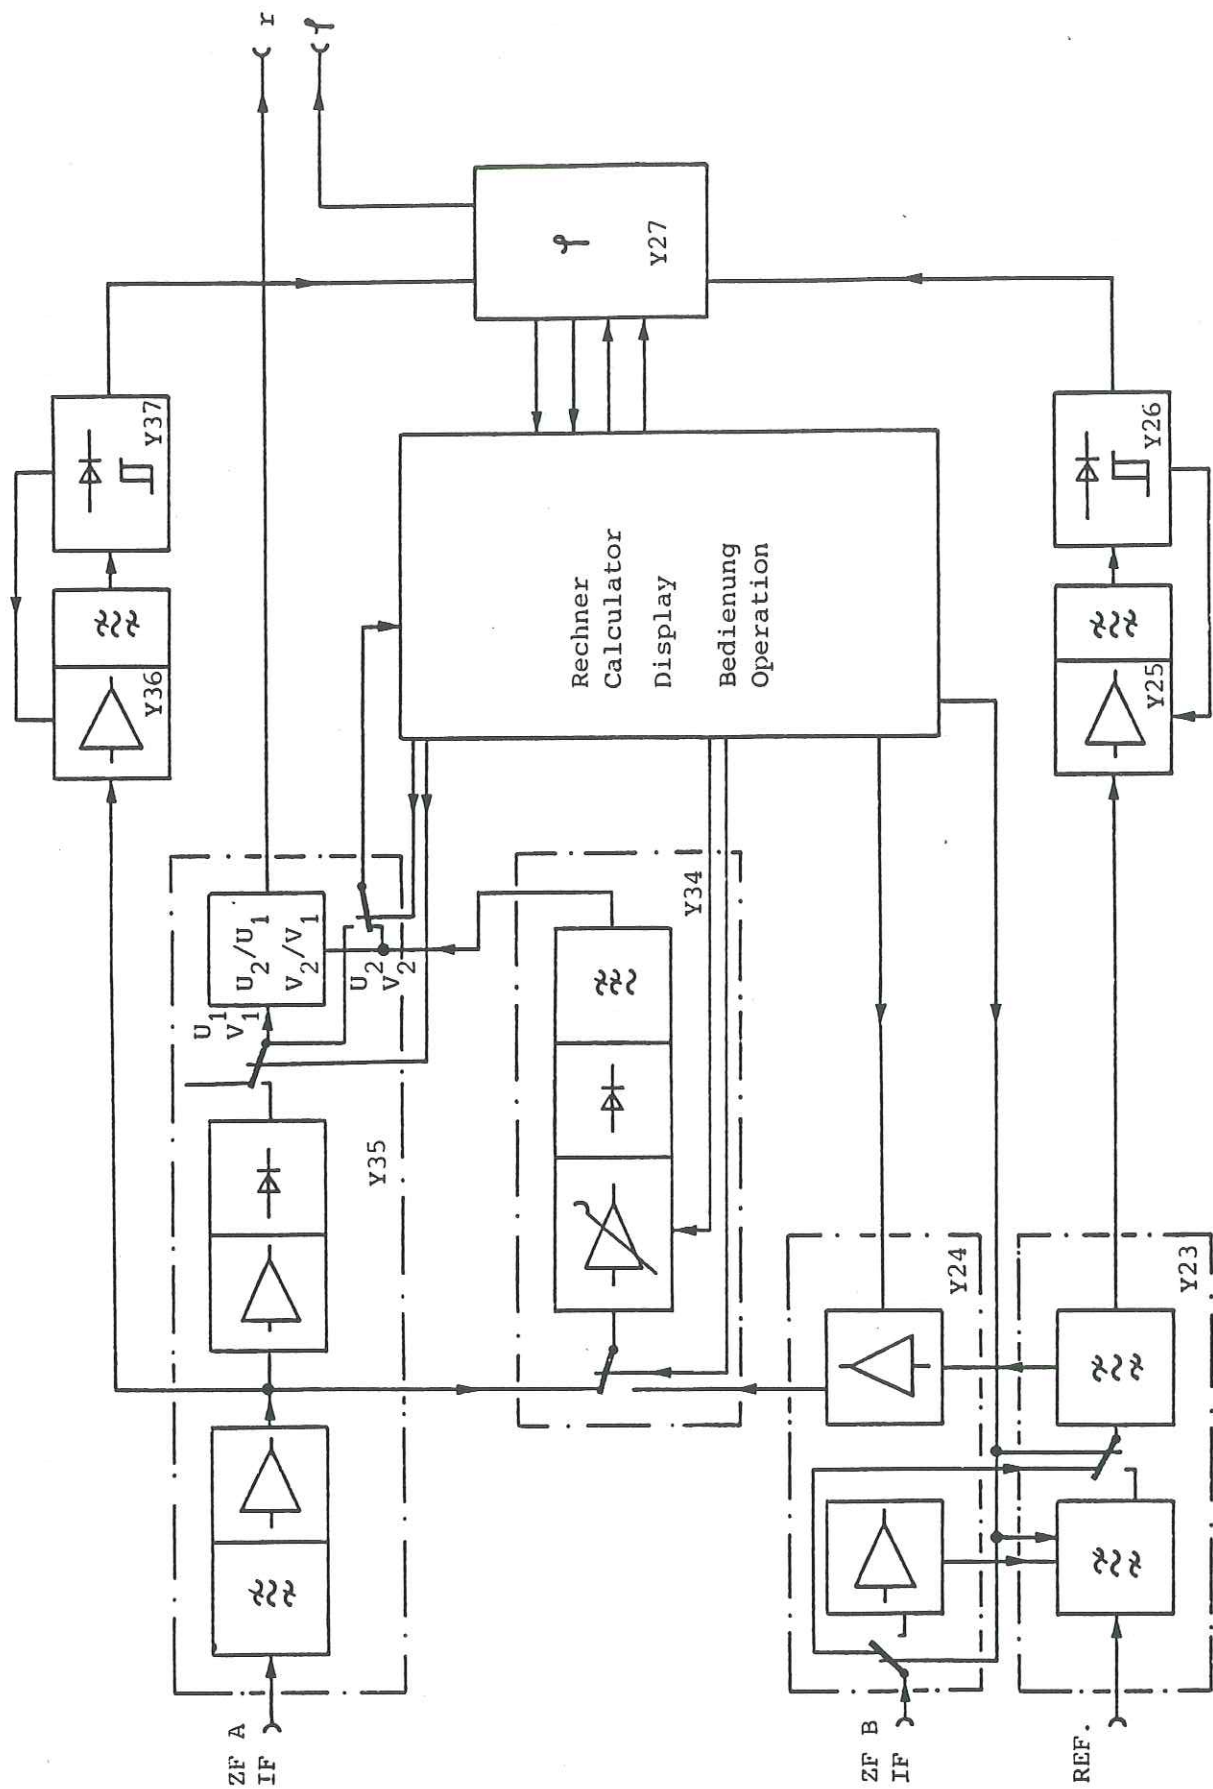 Y36
Y37
ZF A
IF
U₁
V₁
U₂/U₁
V₂/V₁
r
φ
U₂
V₂
Y35
φ
Y27
Rechner
Calculator
Display
Bedienung
Operation
Y34
ZF B
IF
Y24
REF.
Y25
Y26
Y23